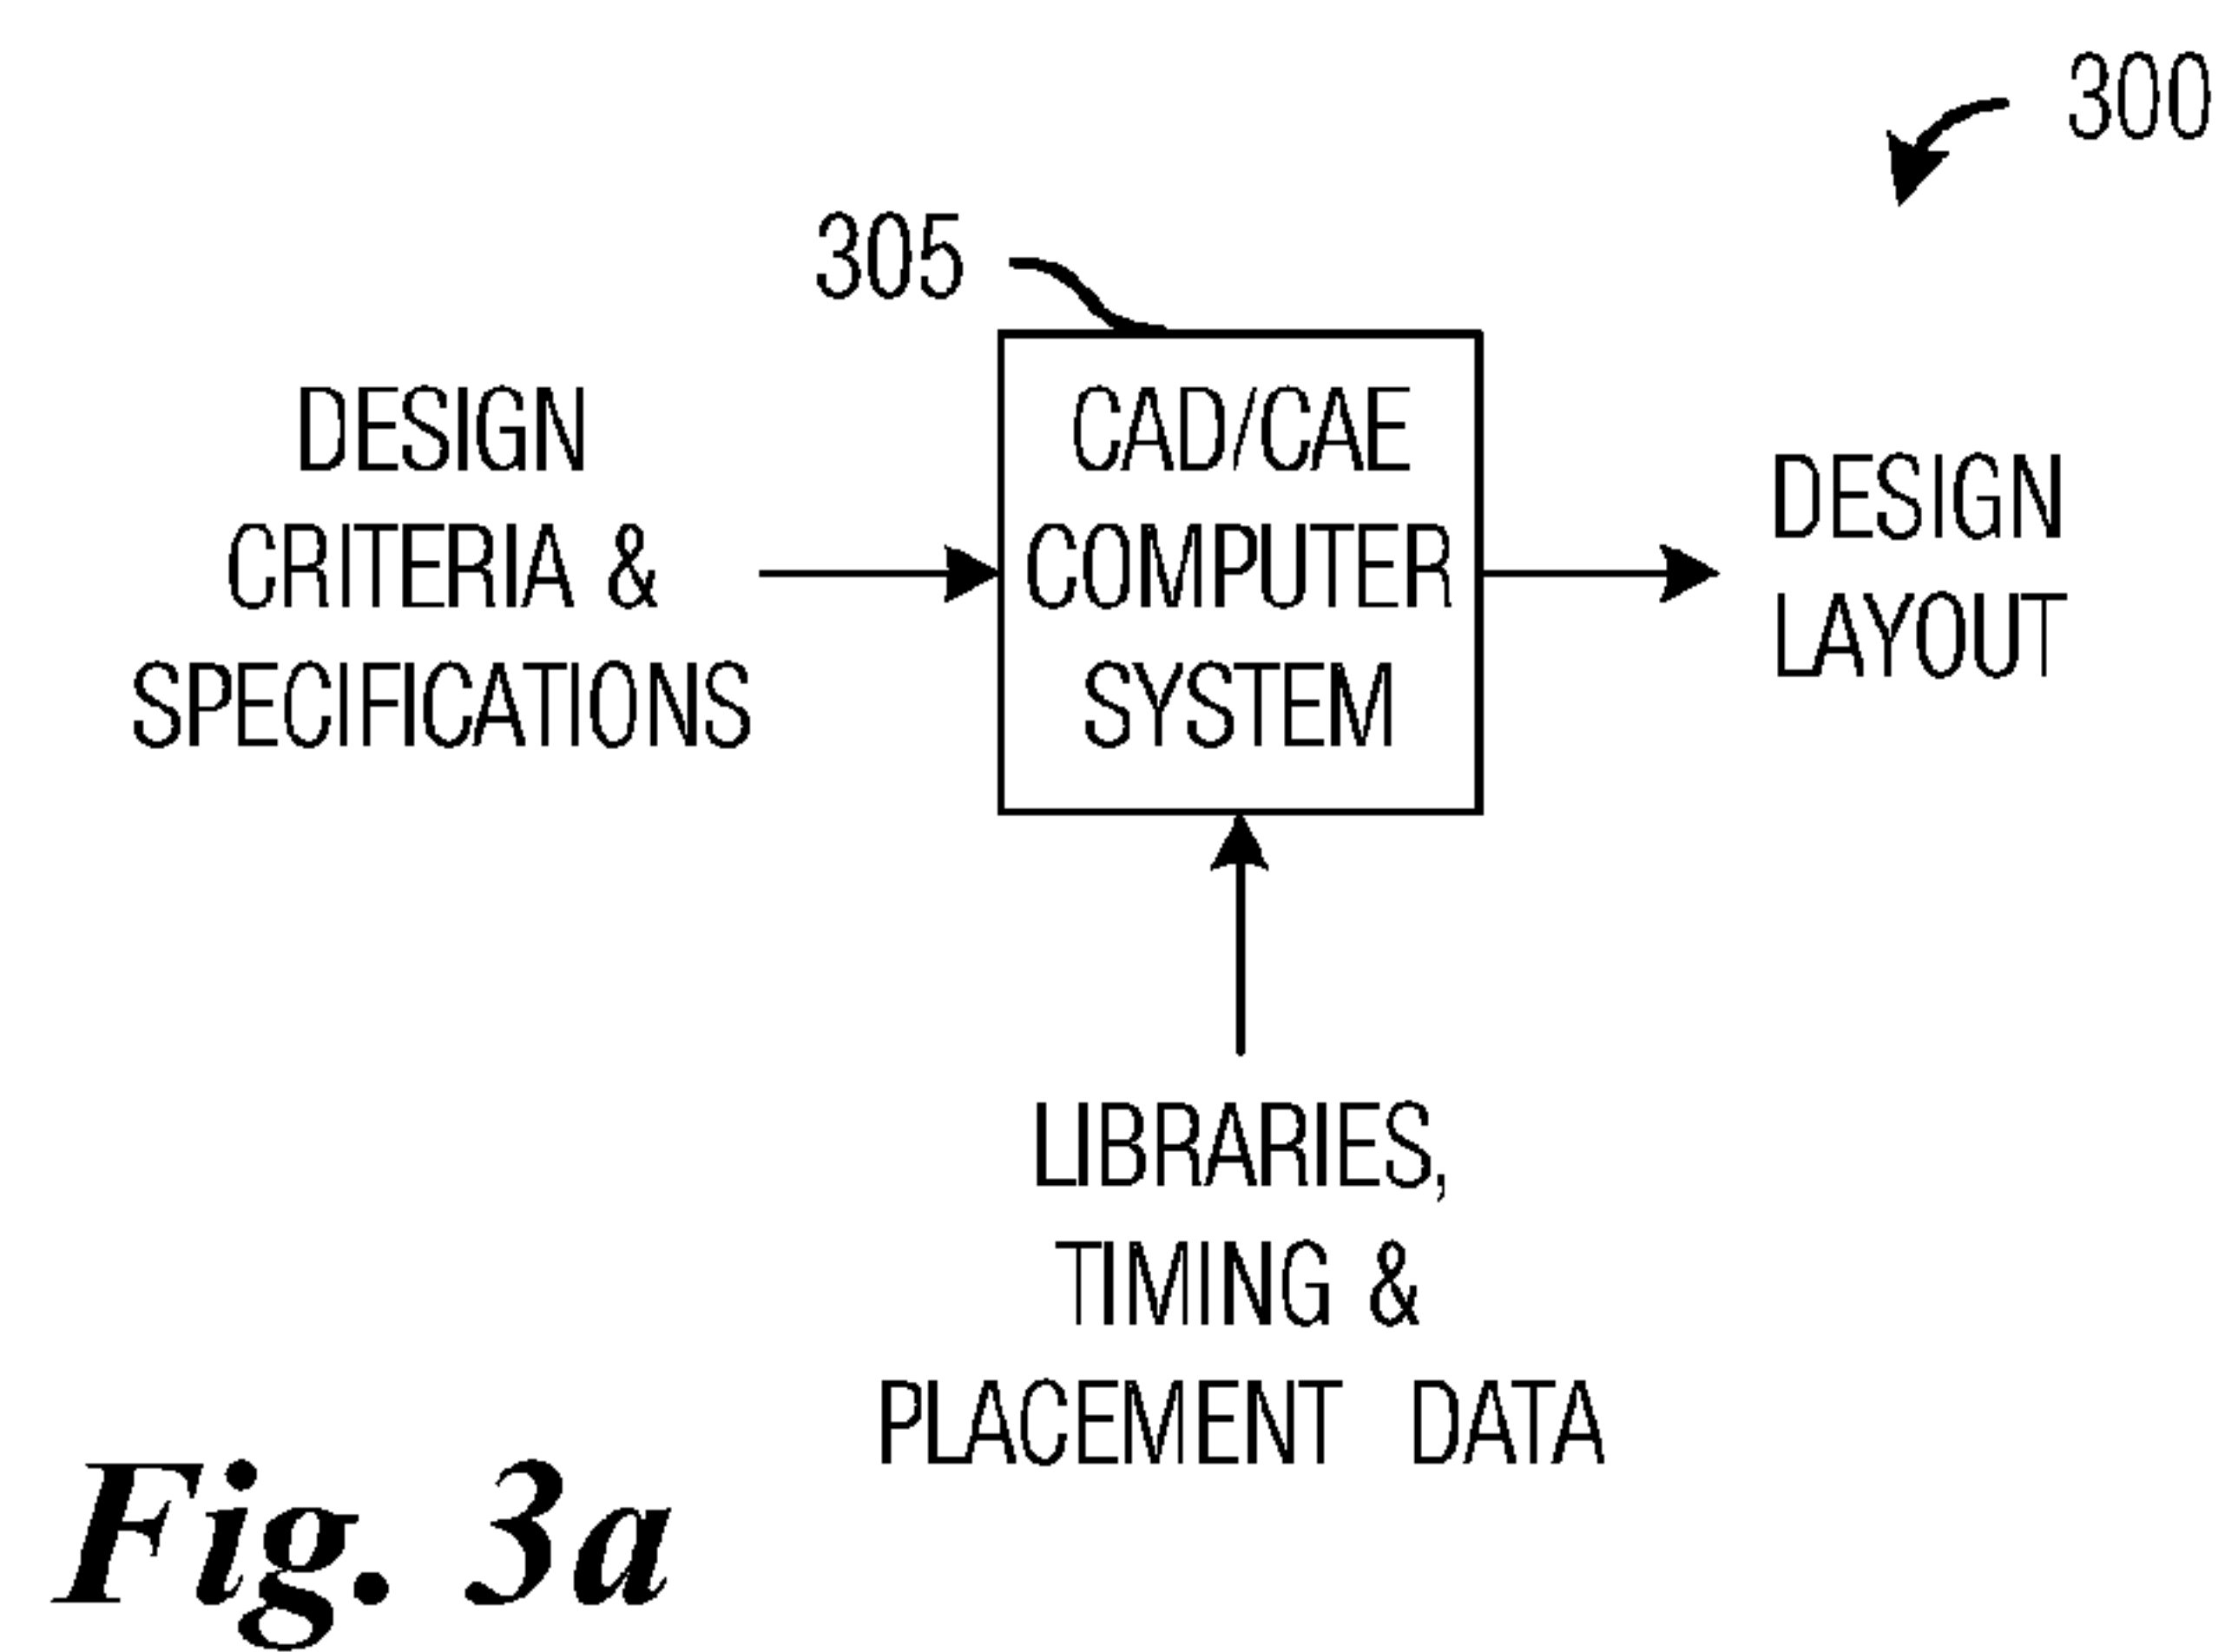 300
305
DESIGN
CRITERIA &
SPECIFICATIONS
CAD/CAE
COMPUTER
SYSTEM
DESIGN
LAYOUT
LIBRARIES,
TIMING &
PLACEMENT DATA
Fig. 3a